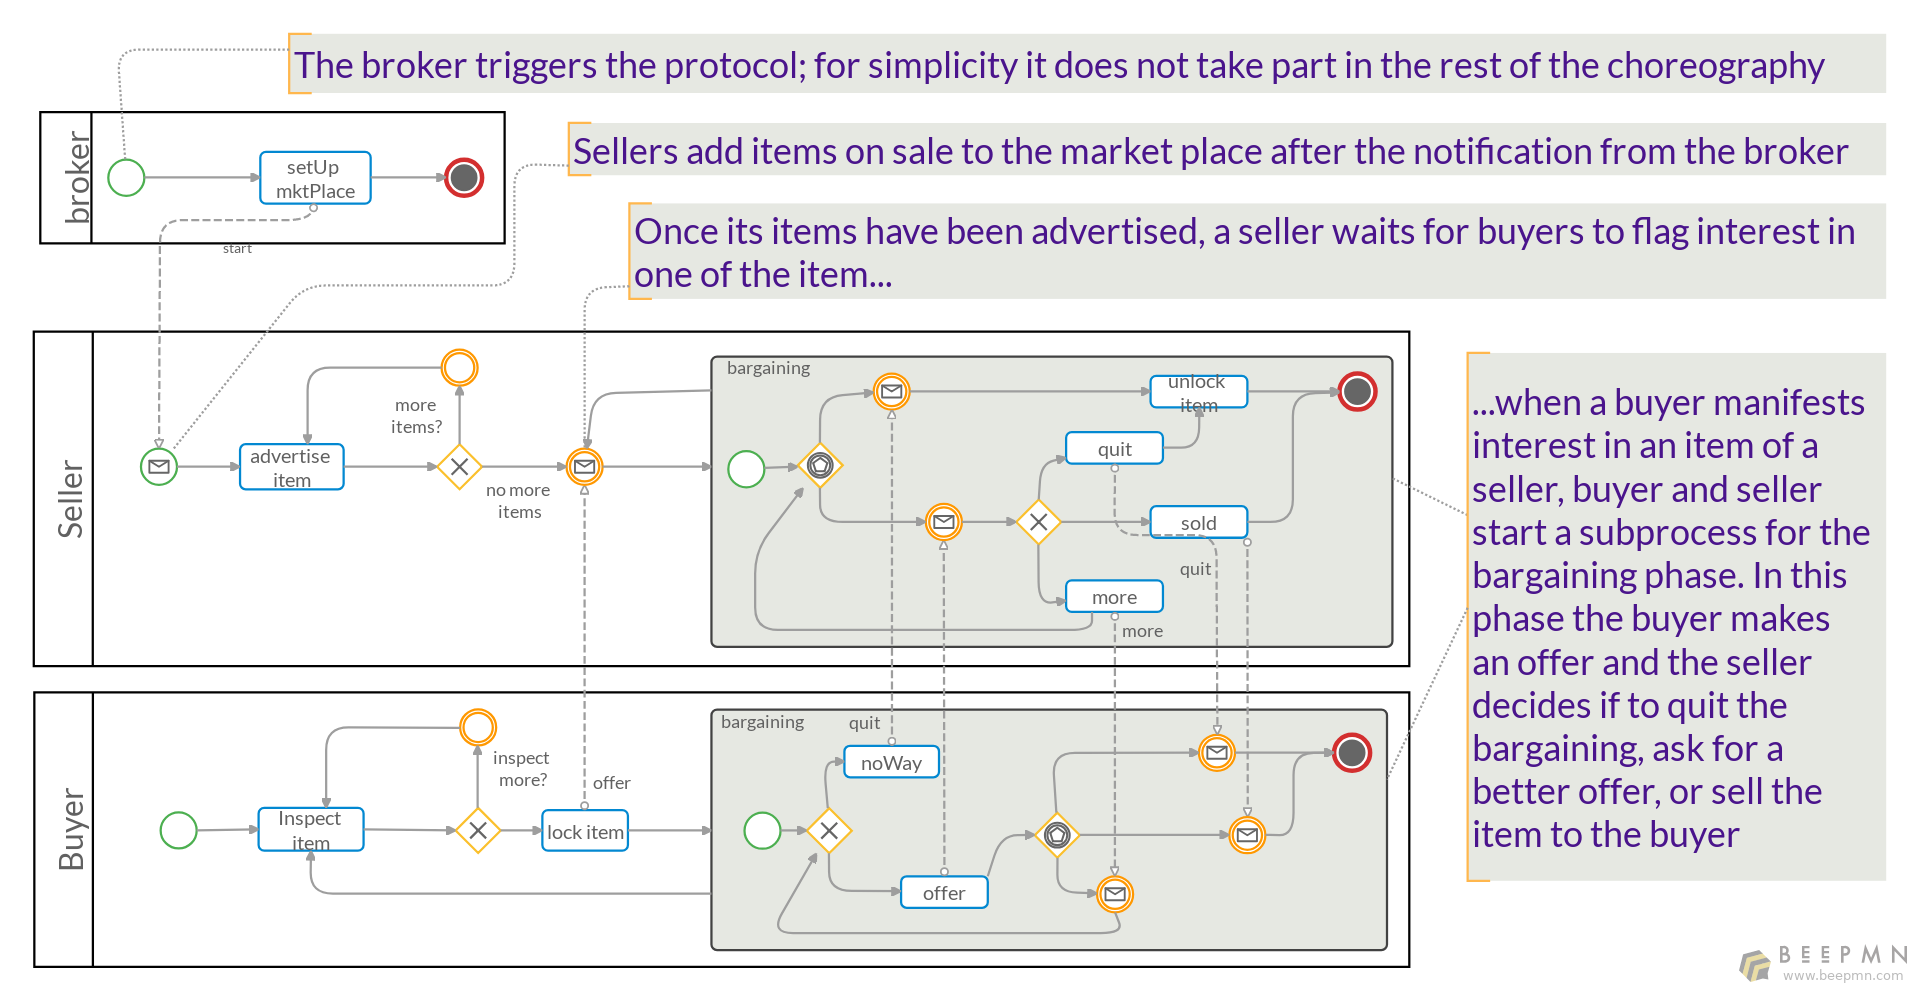 The broker triggers the protocol; for simplicity it does not take part in the rest of the choreography
broker
setUp
mktPlace
start
Sellers add items on sale to the market place after the notification from the broker
Once its items have been advertised, a seller waits for buyers to flag interest in
one of the item...
Seller
advertise
item
more
items?
no more
items
bargaining
unlock
item
quit
sold
quit
more
more
...when a buyer manifests
interest in an item of a
seller, buyer and seller
start a subprocess for the
bargaining phase. In this
phase the buyer makes
an offer and the seller
decides if to quit the
bargaining, ask for a
better offer, or sell the
item to the buyer
Buyer
Inspect
item
inspect
more?
offer
lock item
bargaining
quit
noWay
offer
BEEPMN
www.beepmn.com